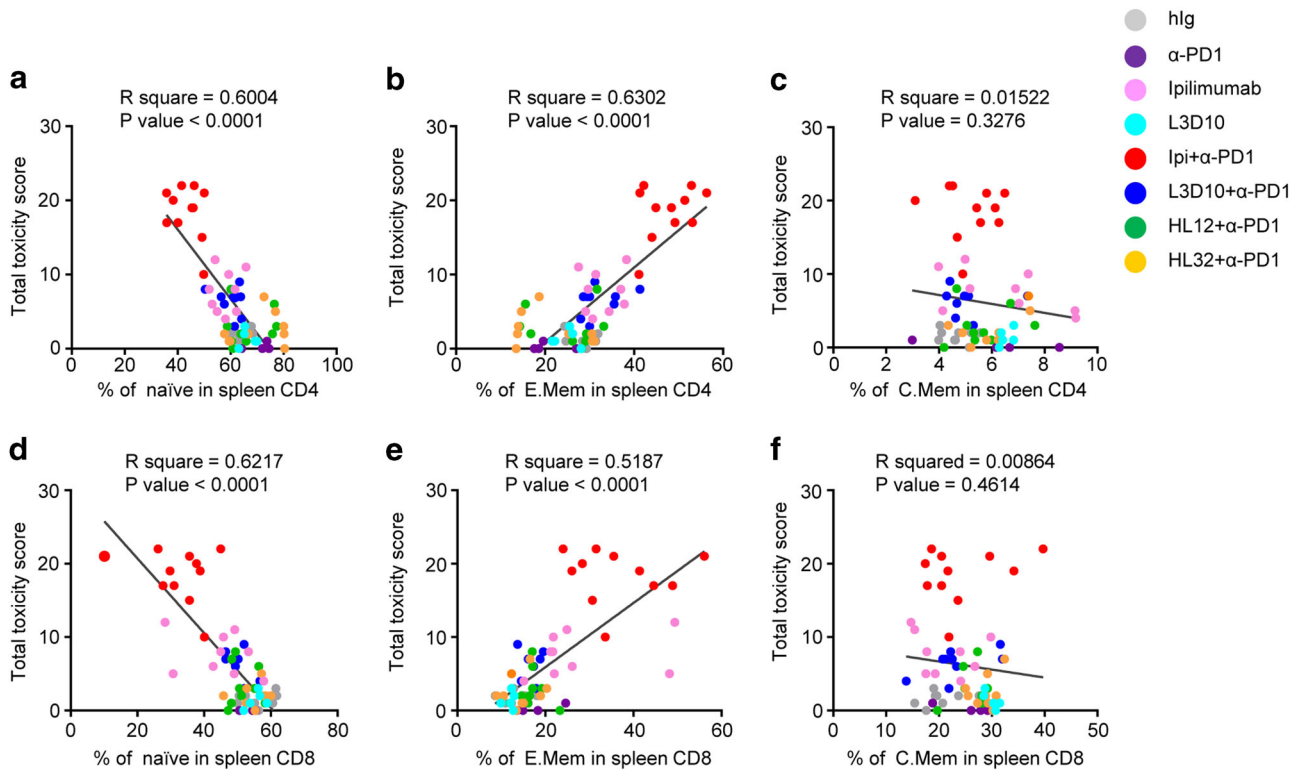 hIg
α-PD1
Ipilimumab
L3D10
Ipi+α-PD1
L3D10+α-PD1
HL12+α-PD1
HL32+α-PD1
a
R square = 0.6004
P value < 0.0001
Total toxicity score
30
20
10
0
0 20 40 60 80 100
% of naïve in spleen CD4
b
R square = 0.6302
P value < 0.0001
Total toxicity score
30
20
10
0
0 20 40 60
% of E.Mem in spleen CD4
c
R square = 0.01522
P value = 0.3276
Total toxicity score
30
20
10
0
0 2 4 6 8 10
% of C.Mem in spleen CD4
d
R square = 0.6217
P value < 0.0001
Total toxicity score
30
20
10
0
0 20 40 60 80
% of naïve in spleen CD8
e
R square = 0.5187
P value < 0.0001
Total toxicity score
30
20
10
0
0 20 40 60
% of E.Mem in spleen CD8
f
R squared = 0.00864
P value = 0.4614
Total toxicity score
30
20
10
0
0 10 20 30 40 50
% of C.Mem in spleen CD8